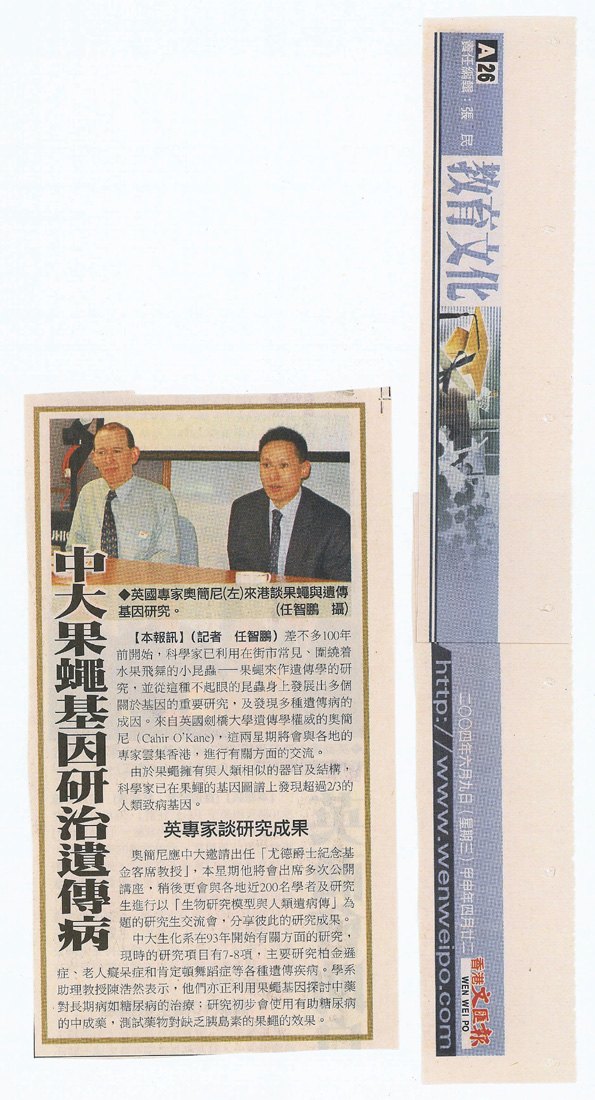 中大果蠅基因研治遺傳病
◆英國專家奧簡尼(左)來港談果蠅與遺傳
基因研究。 (任智鵬 攝)
【本報訊】(記者 任智鵬) 差不多100年
前開始,科學家已利用在街市常見、圍繞着
水果飛舞的小昆蟲——果蠅來作遺傳學的研
究,並從這種不起眼的昆蟲身上發展出多個
關於基因的重要研究,及發現多種遺傳病的
成因。來自英國劍橋大學遺傳學權威的奧簡
尼(Cahir O'Kane),這兩星期將會與各地的
專家雲集香港,進行有關方面的交流。
由於果蠅擁有與人類相似的器官及結構,
科學家已在果蠅的基因圖譜上發現超過2/3的
人類致病基因。
英專家談研究成果
奧簡尼應中大邀請出任「尤德爵士紀念基
金客席教授」,本星期他將會出席多次公開
講座,稍後更會與各地近200名學者及研究
生進行以「生物研究模型與人類遺病傳」為
題的研究生交流會,分享彼此的研究成果。
中大生化系在93年開始有關方面的研究,
現時的研究項目有7-8項,主要研究柏金遜
症、老人癡呆症和肯定頓舞蹈症等各種遺傳疾病。學系
助理教授陳浩然表示,他們亦正利用果蠅基因探討中藥
對長期病如糖尿病的治療;研究初步會使用有助糖尿病
的中成藥,測試藥物對缺乏胰島素的果蠅的效果。
A26
責任編輯:張 民
教育文化
二〇〇四年六月九日(星期三)甲申年四月廿二
http://www.wenweipo.com
香港文匯報
WEN WEI PO